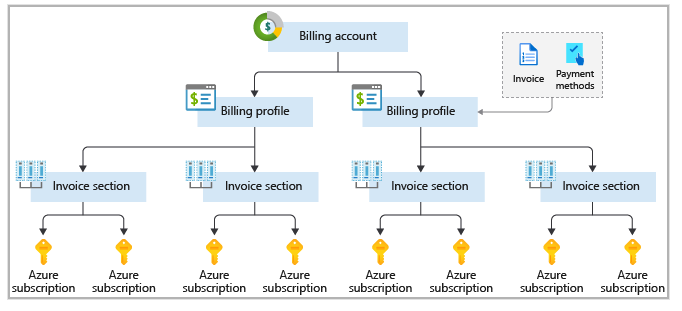 Billing account
Invoice
Payment
methods
Billing profile
Billing profile
Invoice section
Invoice section
Invoice section
Invoice section
Azure
subscription
Azure
subscription
Azure
subscription
Azure
subscription
Azure
subscription
Azure
subscription
Azure
subscription
Azure
subscription